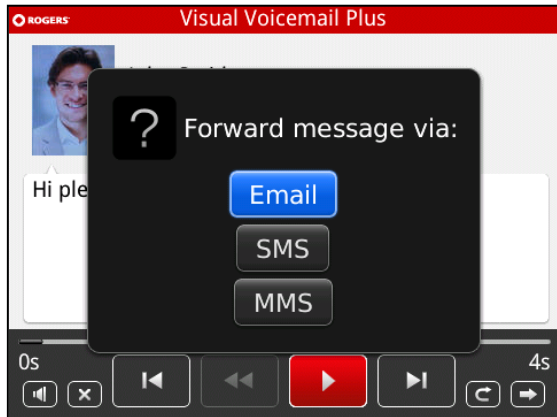 ROGERS Visual Voicemail Plus
? Forward message via:
Hi ple
Email
SMS
MMS
0s 4s